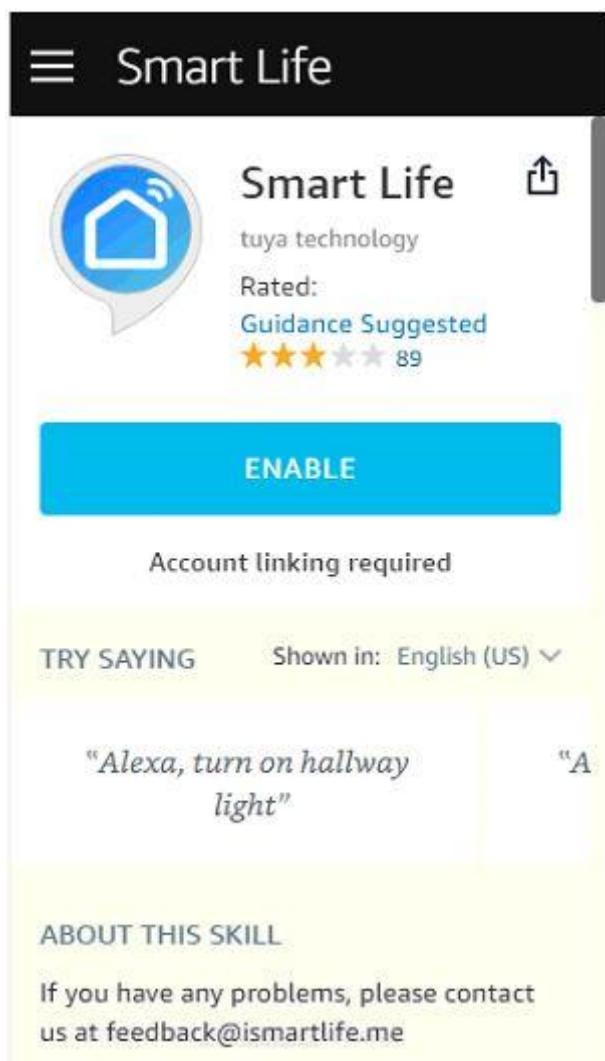 Smart Life
Smart Life
tuya technology
Rated:
Guidance Suggested
89
ENABLE
Account linking required
TRY SAYING Shown in: English (US)
"Alexa, turn on hallway
light"
"A
ABOUT THIS SKILL
If you have any problems, please contact
us at feedback@ismartlife.me